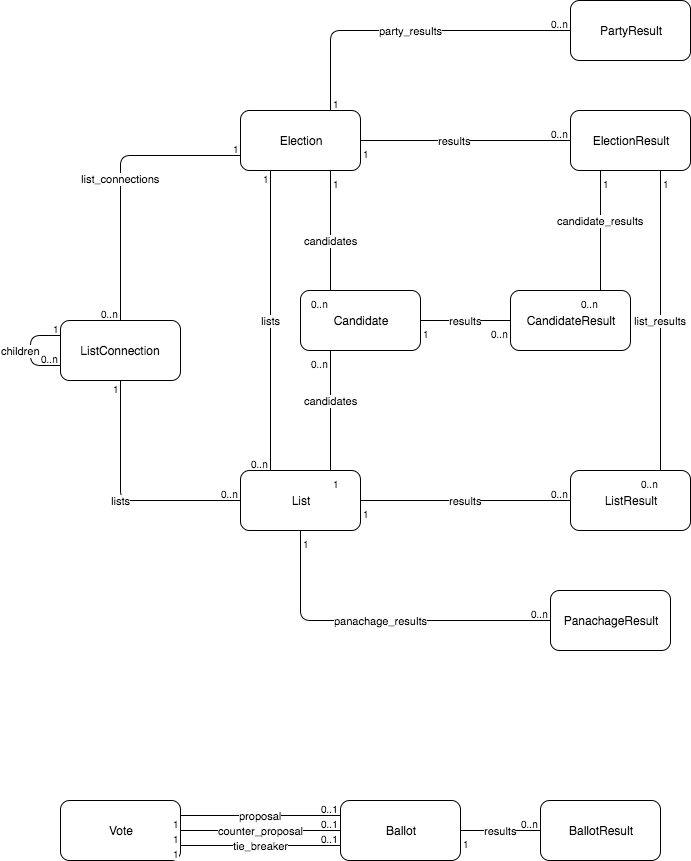 0..n
party_results
PartyResult
1
Election
1
results
0..n
ElectionResult
1
list_connections
1
1
1
1
candidate_results
candidates
0..n
0..n
0..n
lists
Candidate
results
CandidateResult
list_results
1
0..n
1
children
0..n
ListConnection
0..n
1
candidates
0..n
0..n
lists
1
List
results
0..n
0..n
ListResult
1
1
0..n
panachage_results
PanachageResult
Vote
proposal
0..1
1
counter_proposal
0..1
Ballot
results
0..n
BallotResult
1
tie_breaker
0..1
1
1